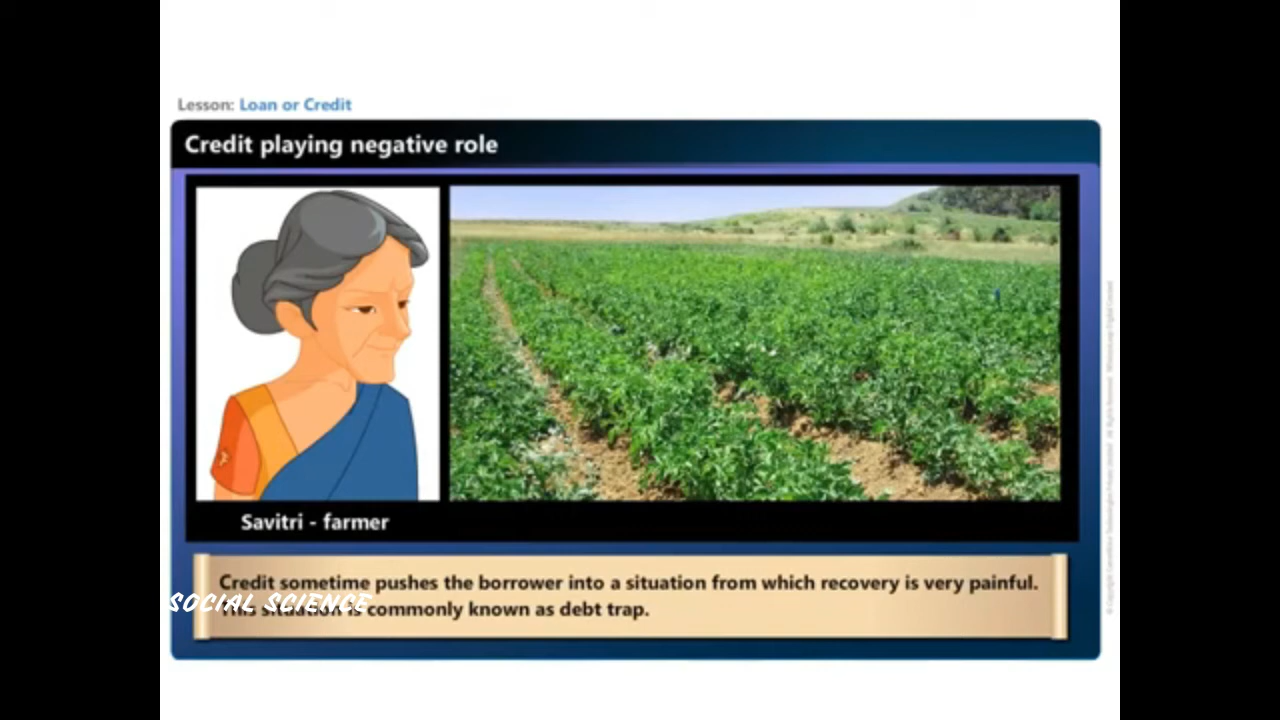 Lesson: Loan or Credit
Credit playing negative role
Savitri - farmer
Credit sometime pushes the borrower into a situation from which recovery is very painful.
This situation is commonly known as debt trap.
SOCIAL SCIENCE